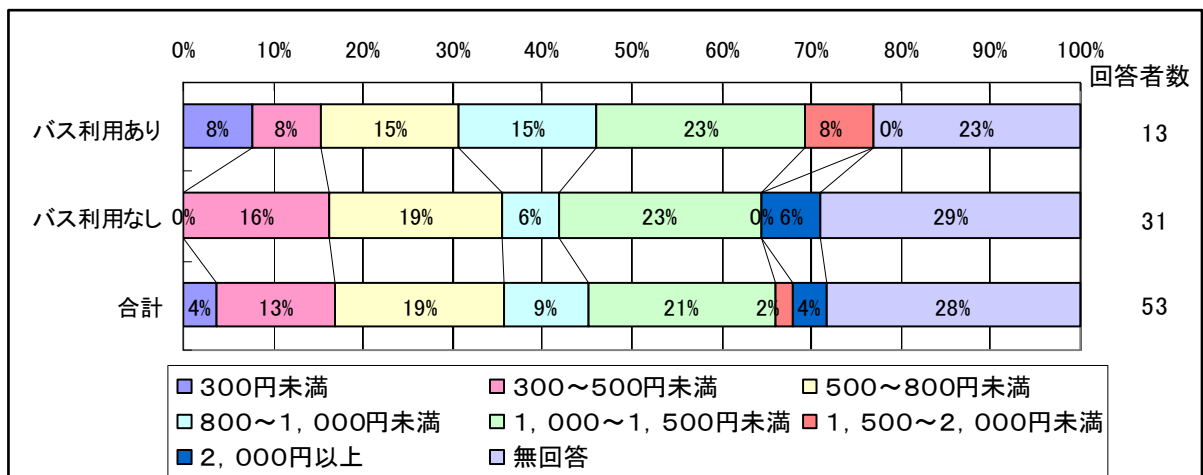 0% 10% 20% 30% 40% 50% 60% 70% 80% 90% 100%
回答者数
バス利用あり 8% 8% 15% 15% 23% 8% 0% 23% 13
バス利用なし 0% 16% 19% 6% 23% 0% 6% 29% 31
合計 4% 13% 19% 9% 21% 2% 4% 28% 53
300円未満 300～500円未満 500～800円未満
800～1，000円未満 1，000～1，500円未満 1，500～2，000円未満
2，000円以上 無回答